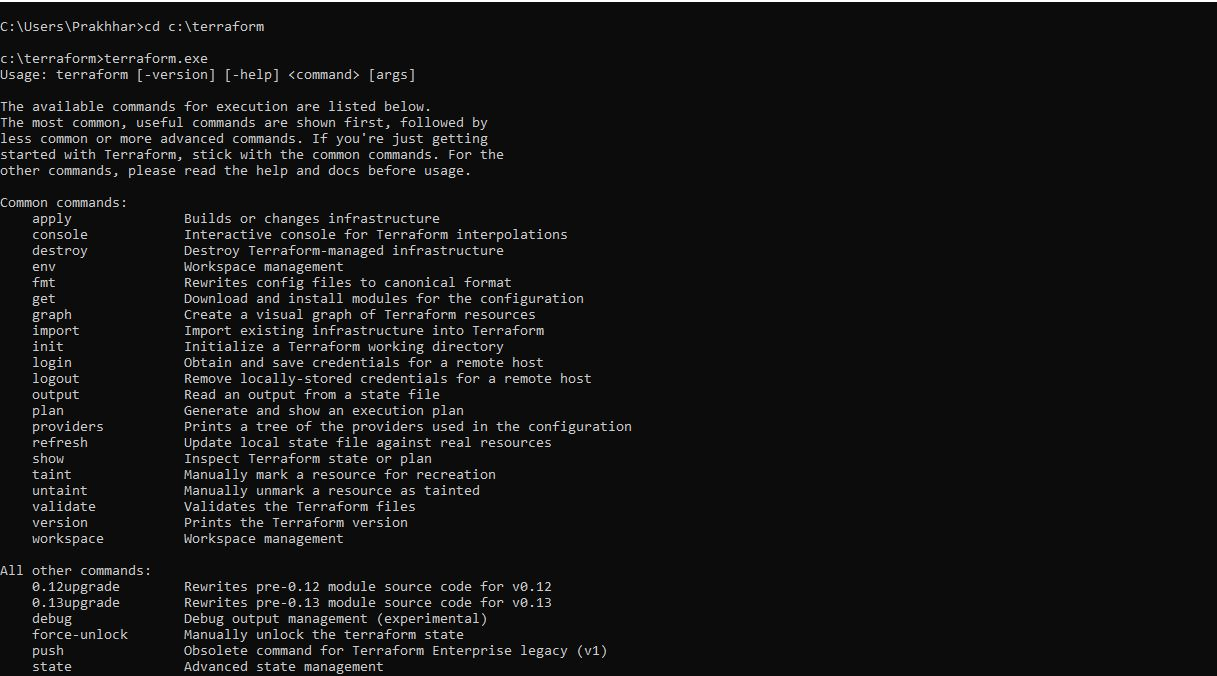 C:\Users\Prakhhar>cd c:\terraform
c:\terraform>terraform.exe
Usage: terraform [-version] [-help] <command> [args]
The available commands for execution are listed below.
The most common, useful commands are shown first, followed by
less common or more advanced commands. If you're just getting
started with Terraform, stick with the common commands. For the
other commands, please read the help and docs before usage.
Common commands:
    apply              Builds or changes infrastructure
    console            Interactive console for Terraform interpolations
    destroy            Destroy Terraform-managed infrastructure
    env                Workspace management
    fmt                Rewrites config files to canonical format
    get                Download and install modules for the configuration
    graph              Create a visual graph of Terraform resources
    import             Import existing infrastructure into Terraform
    init               Initialize a Terraform working directory
    login              Obtain and save credentials for a remote host
    logout             Remove locally-stored credentials for a remote host
    output             Read an output from a state file
    plan               Generate and show an execution plan
    providers          Prints a tree of the providers used in the configuration
    refresh            Update local state file against real resources
    show               Inspect Terraform state or plan
    taint              Manually mark a resource for recreation
    untaint            Manually unmark a resource as tainted
    validate           Validates the Terraform files
    version            Prints the Terraform version
    workspace          Workspace management
All other commands:
    0.12upgrade        Rewrites pre-0.12 module source code for v0.12
    0.13upgrade        Rewrites pre-0.13 module source code for v0.13
    debug              Debug output management (experimental)
    force-unlock       Manually unlock the terraform state
    push               Obsolete command for Terraform Enterprise legacy (v1)
    state              Advanced state management